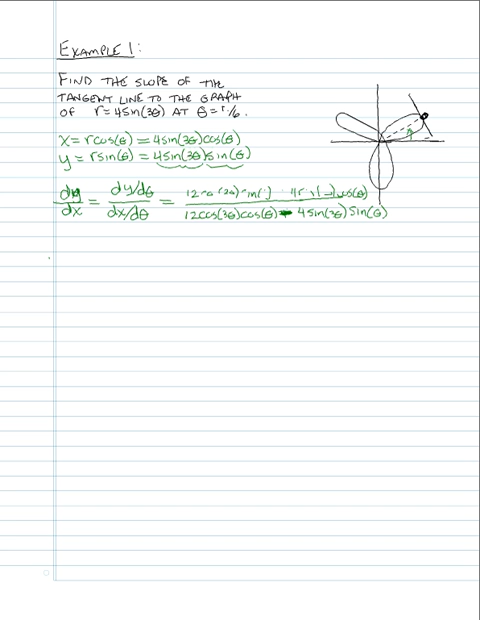 EXAMPLE 1:
FIND THE SLOPE OF THE
TANGENT LINE TO THE GRAPH
OF r=4SIN(3θ) AT θ=π/6.
x=rcos(θ)=4sin(3θ)cos(θ)
y=rsin(θ)=4sin(3θ)sin(θ)
dy/dx = dy/dθ / dx/dθ =
12cos(3θ)cos(θ)-4sin(3θ)sin(θ)